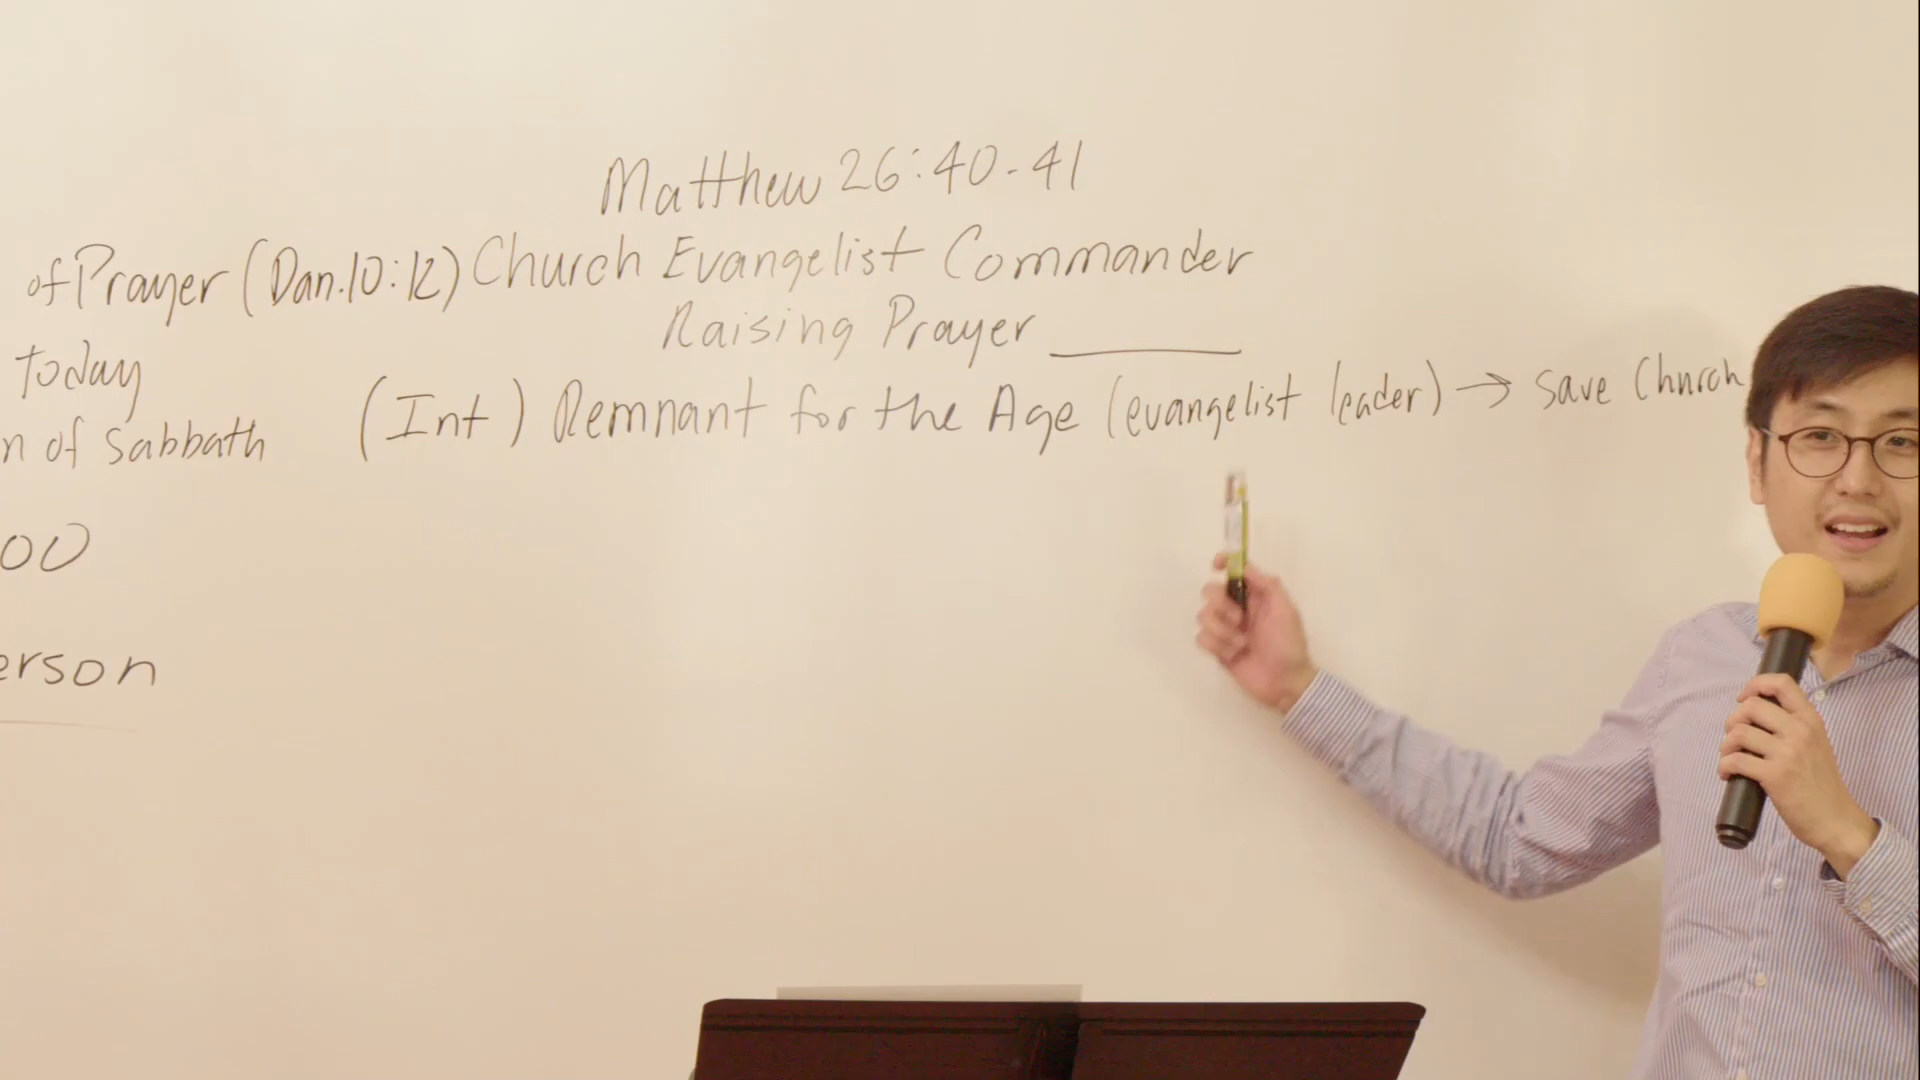 Matthew 26:40-41
of Prayer (Dan.10:12) Church Evangelist Commander
Raising Prayer
today
(Int) Remnant for the Age (evangelist leader) → save Church
n of Sabbath
00
erson